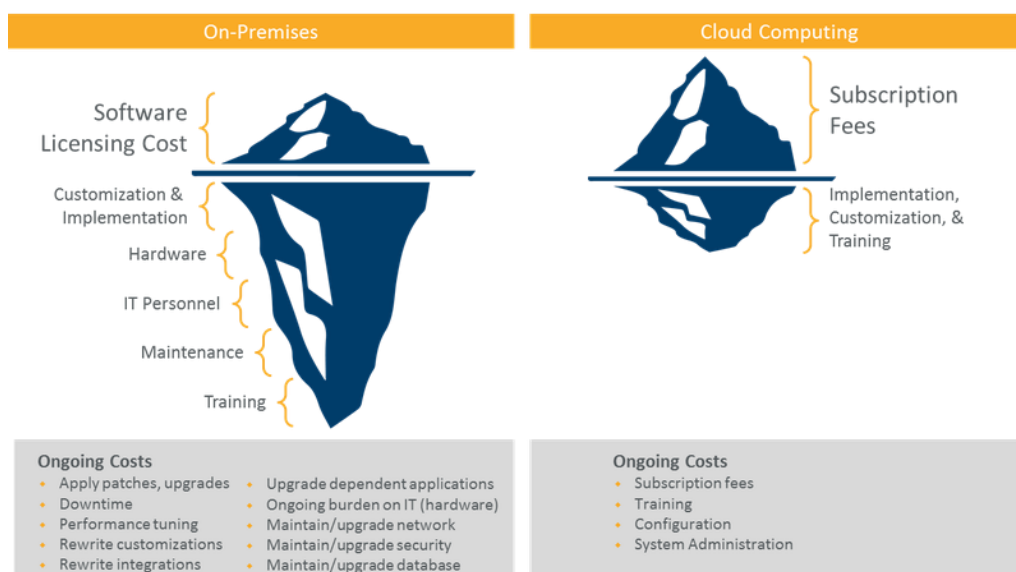 On-Premises
Software
Licensing Cost
Customization &
Implementation
Hardware
IT Personnel
Maintenance
Training
Ongoing Costs
Apply patches, upgrades
Downtime
Performance tuning
Rewrite customizations
Rewrite integrations
Upgrade dependent applications
Ongoing burden on IT (hardware)
Maintain/upgrade network
Maintain/upgrade security
Maintain/upgrade database
Cloud Computing
Subscription
Fees
Implementation,
Customization, &
Training
Ongoing Costs
Subscription fees
Training
Configuration
System Administration